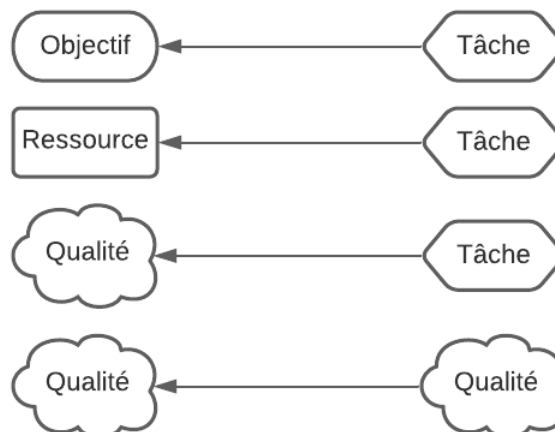 Objectif Tâche
Ressource Tâche
Qualité Tâche
Qualité Qualité